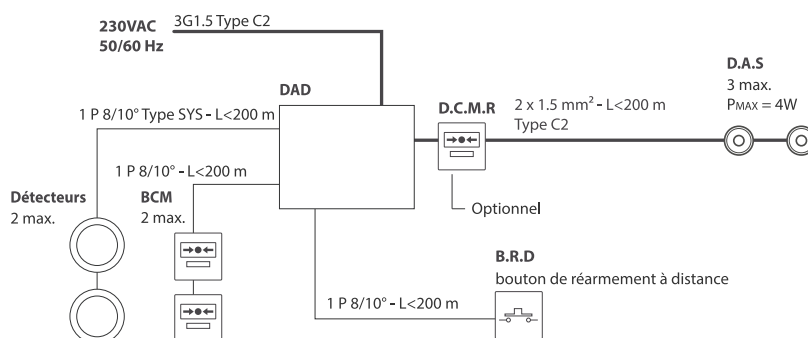 230VAC
50/60 Hz
3G1.5 Type C2
DAD
D.C.M.R
2 x 1.5 mm² - L<200 m
Type C2
D.A.S
3 max.
PMAX = 4W
1 P 8/10° Type SYS - L<200 m
1 P 8/10° - L<200 m
Détecteurs
2 max.
BCM
2 max.
Optionnel
B.R.D
bouton de réarmement à distance
1 P 8/10° - L<200 m